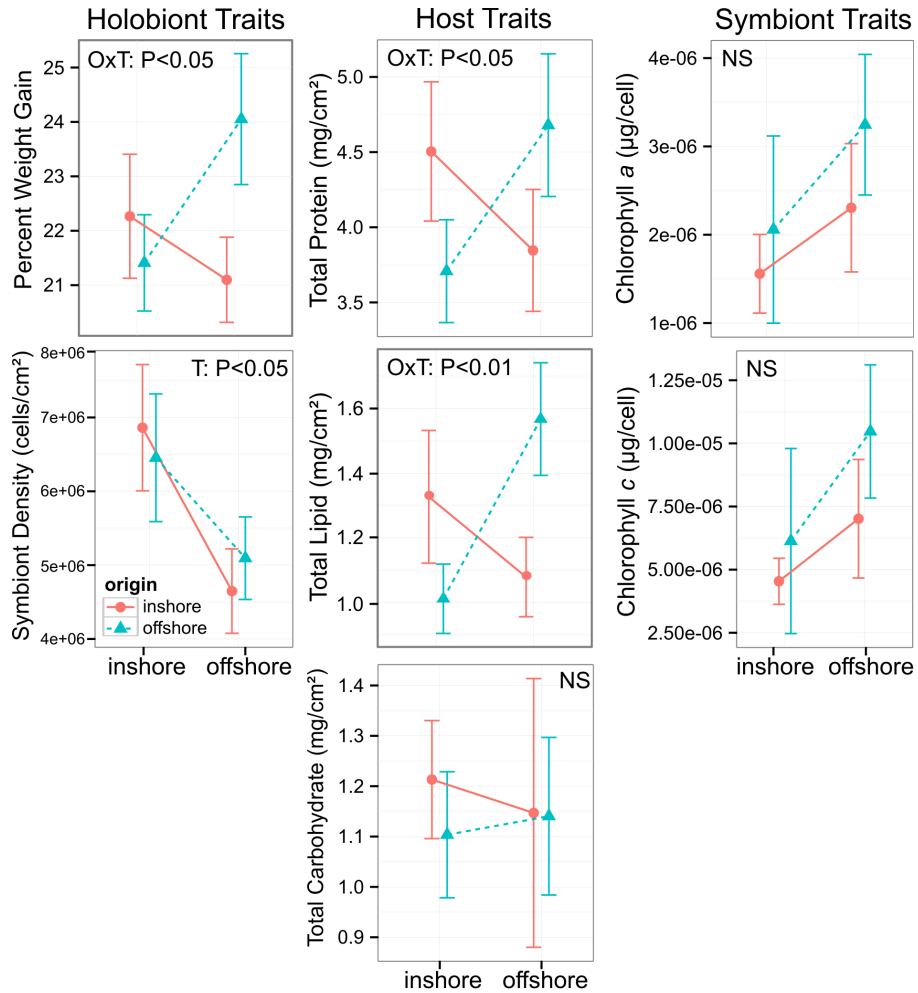 Holobiont Traits
Host Traits
Symbiont Traits
OxT: P<0.05
Percent Weight Gain
25
24
23
22
21
OxT: P<0.05
Total Protein (mg/cm²)
5.0
4.5
4.0
3.5
NS
Chlorophyll a (µg/cell)
4e-06
3e-06
2e-06
1e-06
T: P<0.05
Symbiont Density (cells/cm²)
8e+06
7e+06
6e+06
5e+06
4e+06
origin
inshore
offshore
inshore offshore
OxT: P<0.01
Total Lipid (mg/cm²)
1.6
1.4
1.2
1.0
NS
Chlorophyll c (µg/cell)
1.25e-05
1.00e-05
7.50e-06
5.00e-06
2.50e-06
inshore offshore
NS
Total Carbohydrate (mg/cm²)
1.4
1.3
1.2
1.1
1.0
0.9
inshore offshore